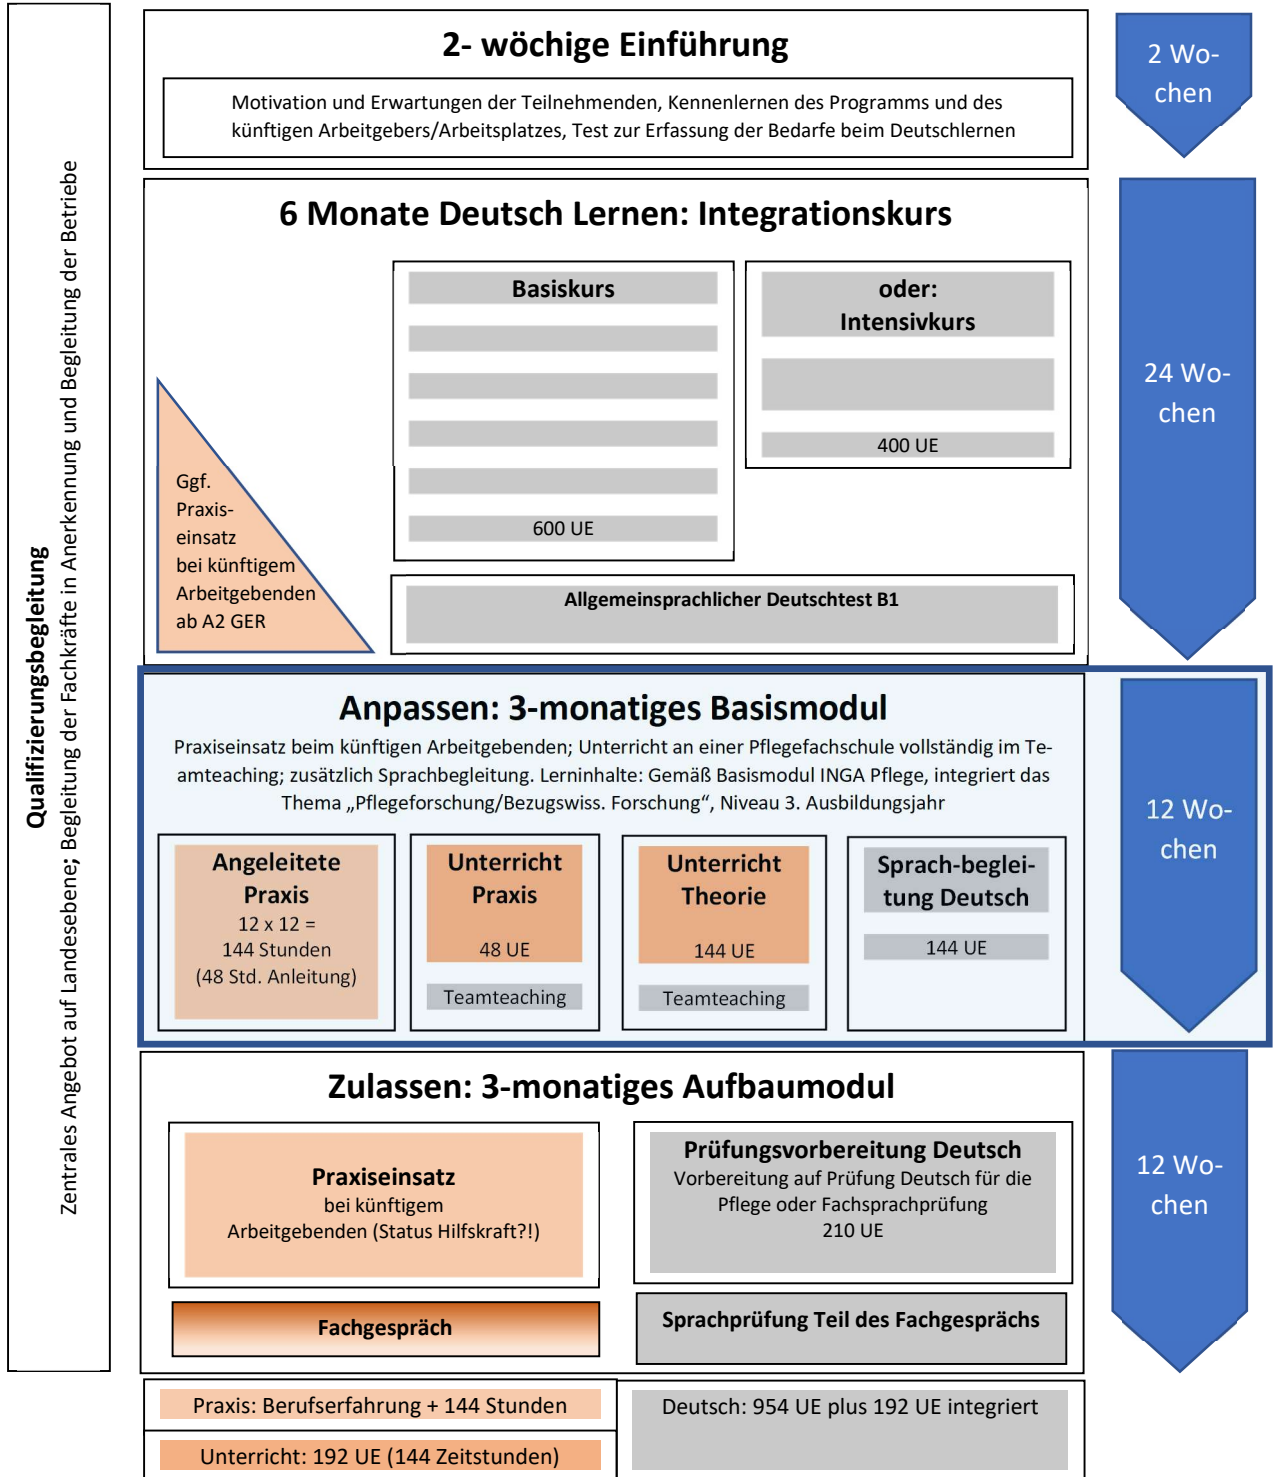 Qualifizierungsbegleitung
Zentrales Angebot auf Landesebene; Begleitung der Fachkräfte in Anerkennung und Begleitung der Betriebe
2- wöchige Einführung
Motivation und Erwartungen der Teilnehmenden, Kennenlernen des Programms und des
künftigen Arbeitgebers/Arbeitsplatzes, Test zur Erfassung der Bedarfe beim Deutschlernen
2 Wo-
chen
6 Monate Deutsch Lernen: Integrationskurs
Basiskurs
600 UE
oder:
Intensivkurs
400 UE
Ggf.
Praxis-
einsatz
bei künftigem
Arbeitgebenden
ab A2 GER
Allgemeinsprachlicher Deutschtest B1
24 Wo-
chen
Anpassen: 3-monatiges Basismodul
Praxiseinsatz beim künftigen Arbeitgebenden; Unterricht an einer Pflegefachschule vollständig im Te-
amteaching; zusätzlich Sprachbegleitung. Lerninhalte: Gemäß Basismodul INGA Pflege, integriert das
Thema „Pflegeforschung/Bezugswiss. Forschung“, Niveau 3. Ausbildungsjahr
Angeleitete
Praxis
12 x 12 =
144 Stunden
(48 Std. Anleitung)
Unterricht
Praxis
48 UE
Teamteaching
Unterricht
Theorie
144 UE
Teamteaching
Sprach-beglei-
tung Deutsch
144 UE
12 Wo-
chen
Zulassen: 3-monatiges Aufbaumodul
Praxiseinsatz
bei künftigem
Arbeitgebenden (Status Hilfskraft?!)
Fachgespräch
Prüfungsvorbereitung Deutsch
Vorbereitung auf Prüfung Deutsch für die
Pflege oder Fachsprachprüfung
210 UE
Sprachprüfung Teil des Fachgesprächs
12 Wo-
chen
Praxis: Berufserfahrung + 144 Stunden
Unterricht: 192 UE (144 Zeitstunden)
Deutsch: 954 UE plus 192 UE integriert